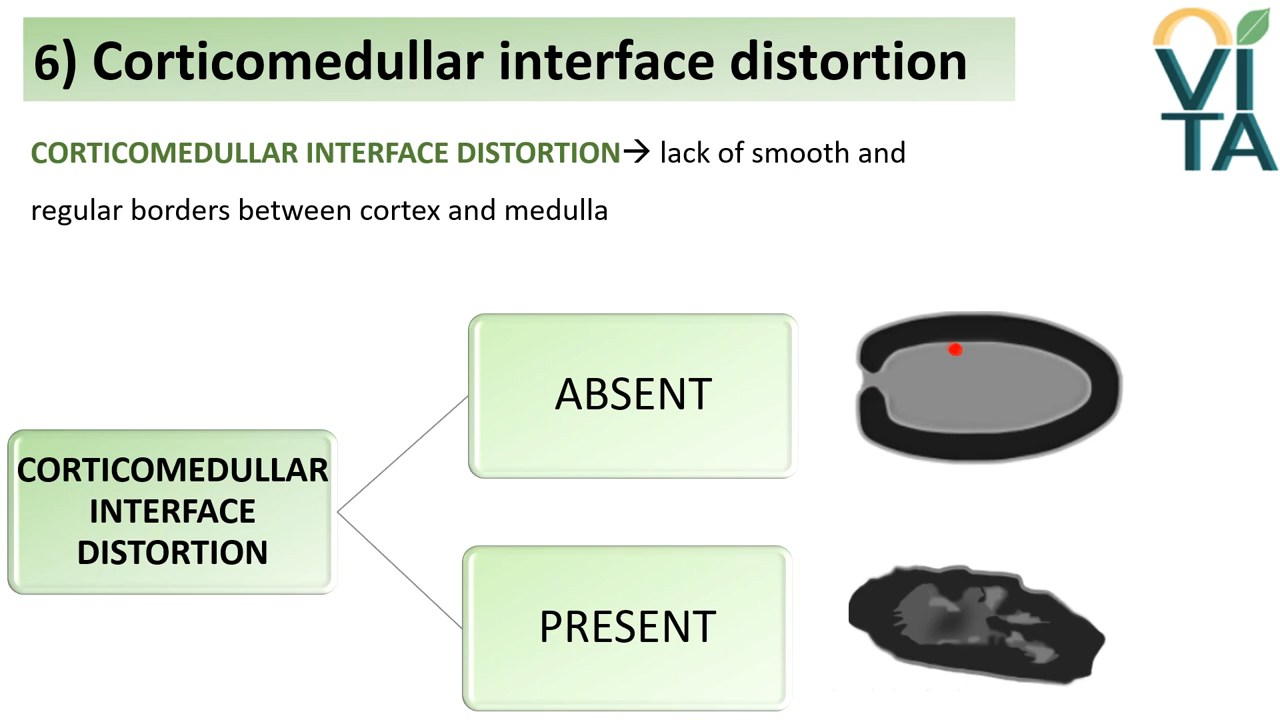 6) Corticomedullar interface distortion
VI
TA
CORTICOMEDULLAR INTERFACE DISTORTION→ lack of smooth and
regular borders between cortex and medulla
ABSENT
CORTICOMEDULLAR
INTERFACE
DISTORTION
PRESENT